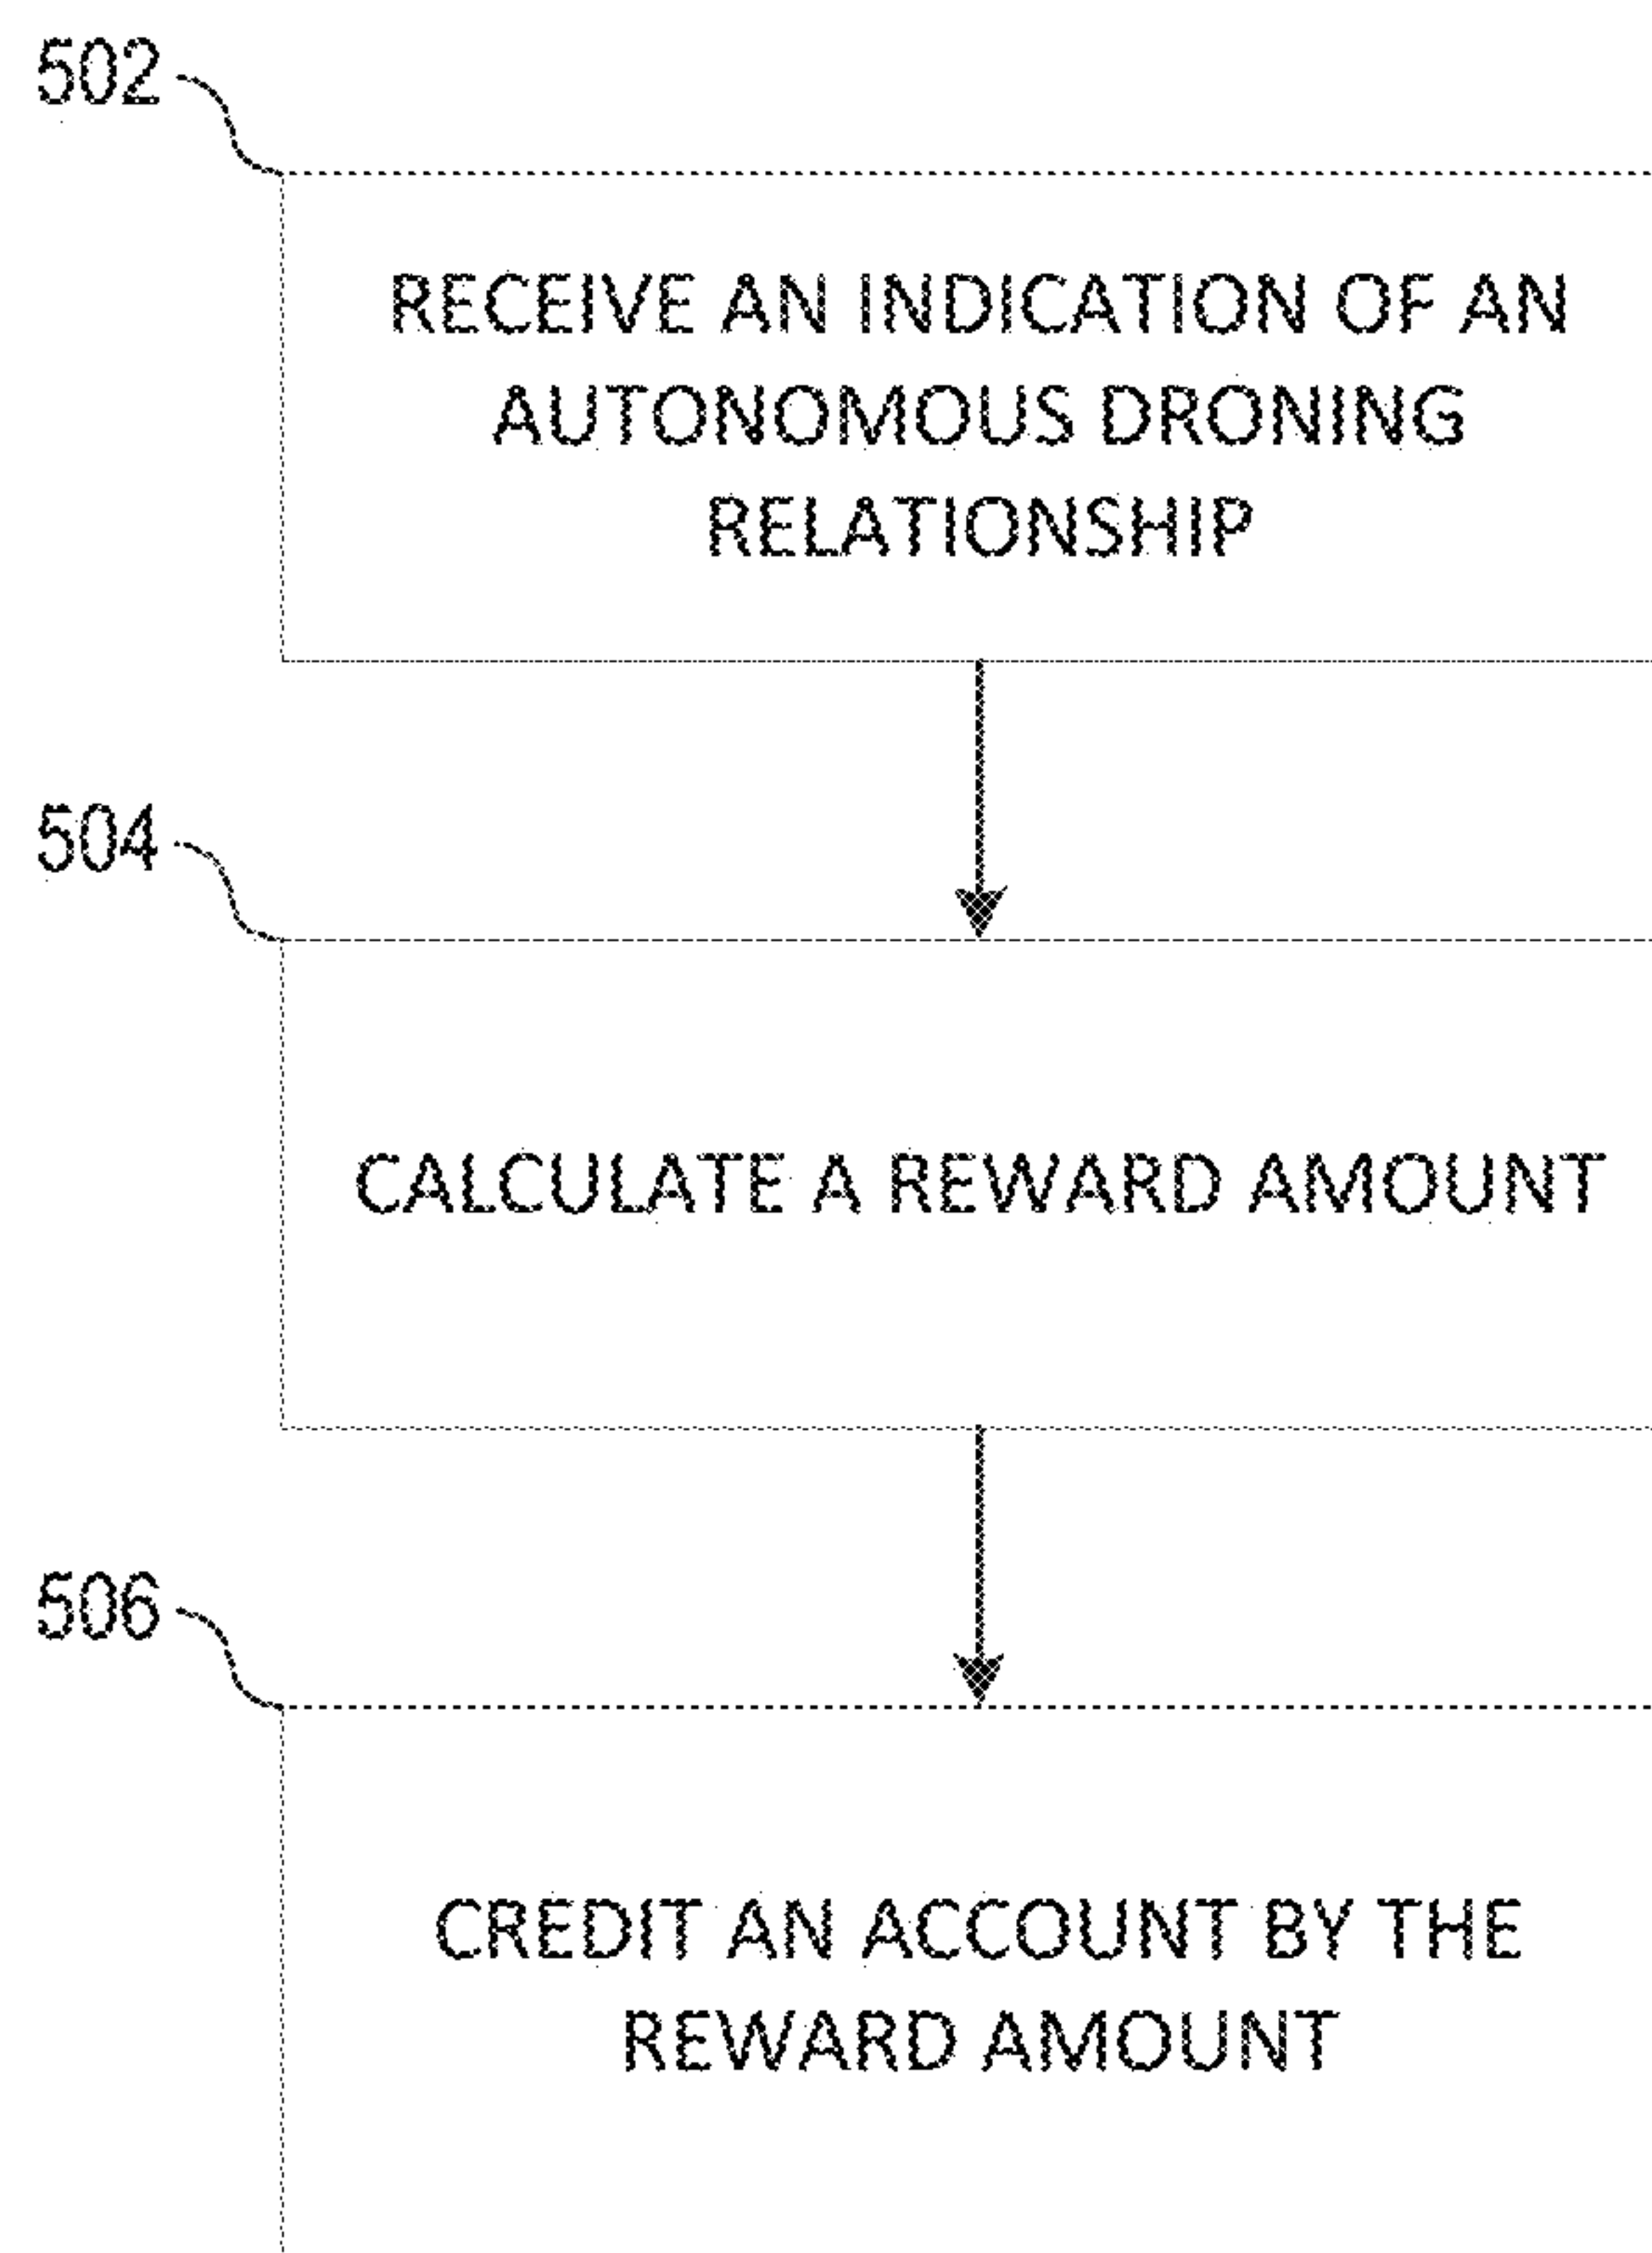 502
RECEIVE AN INDICATION OF AN
AUTONOMOUS DRONING
RELATIONSHIP
504
CALCULATE A REWARD AMOUNT
506
CREDIT AN ACCOUNT BY THE
REWARD AMOUNT